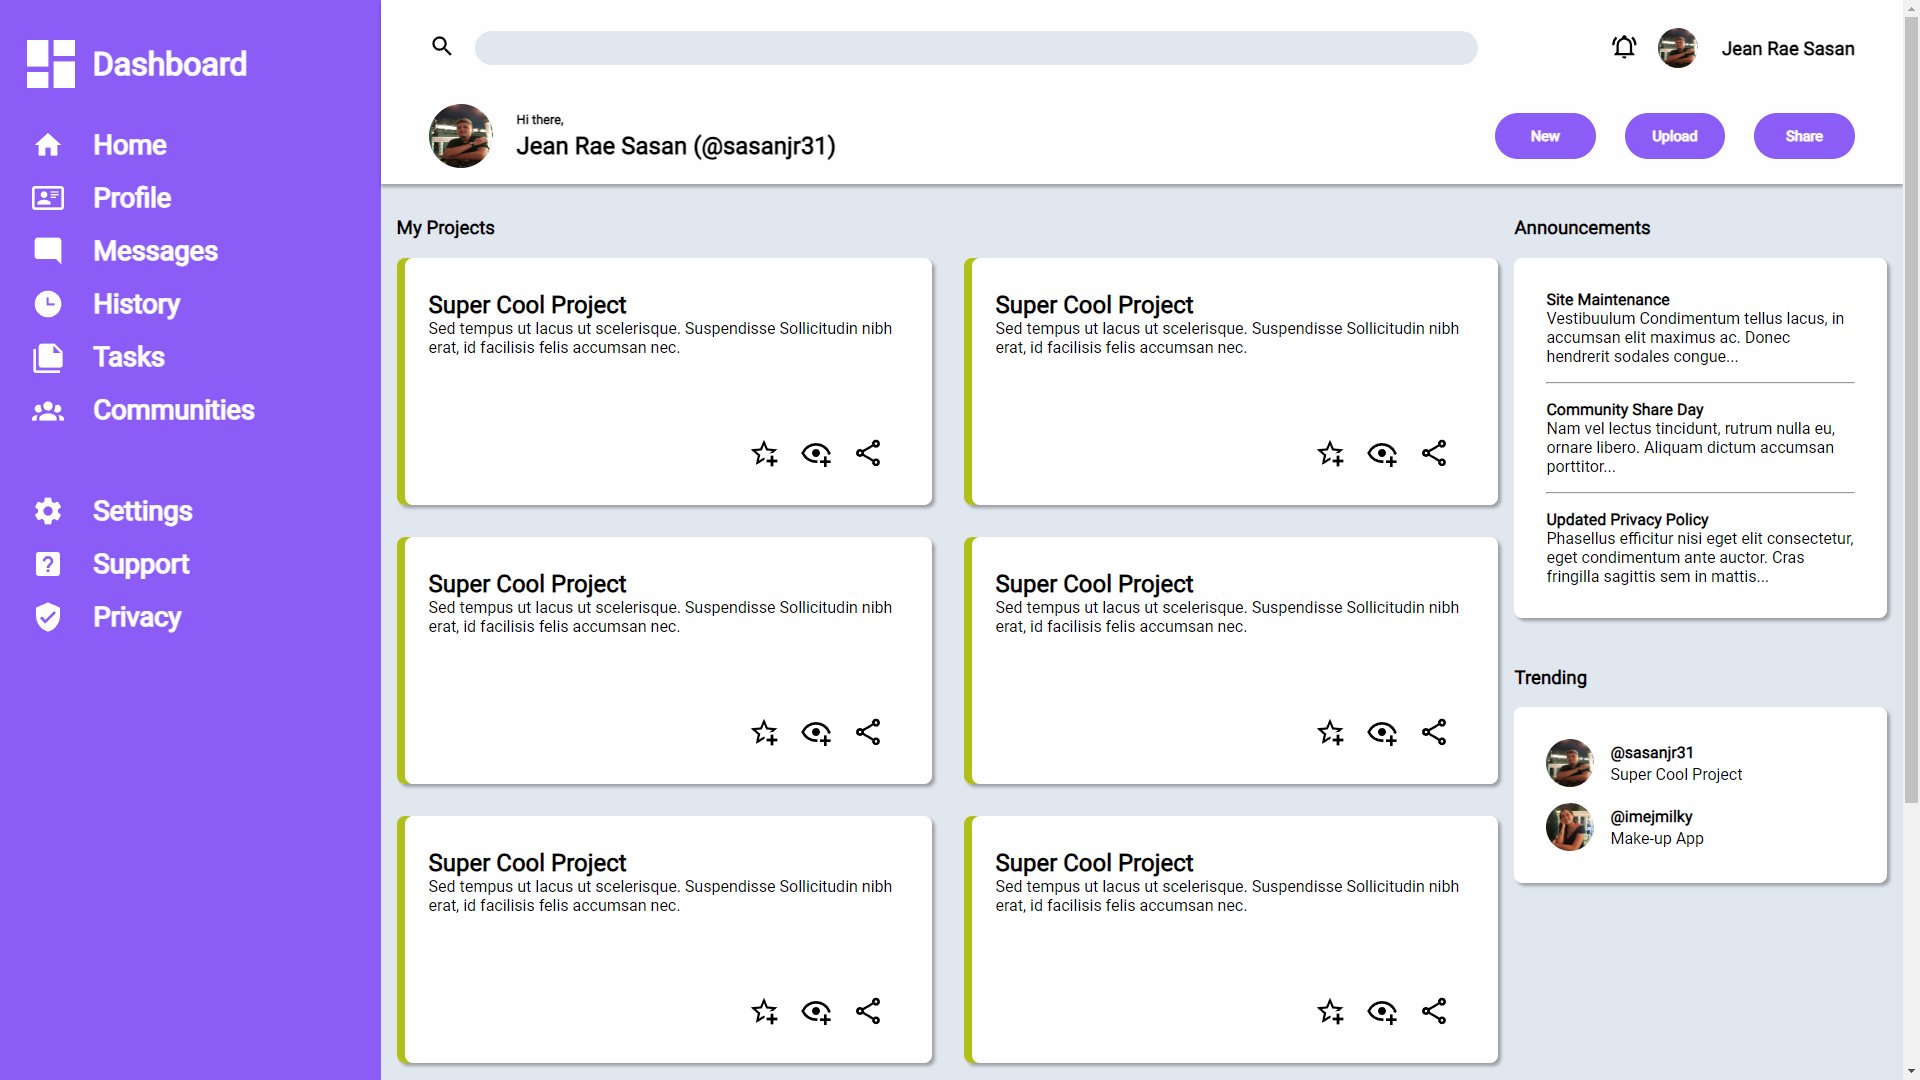 Dashboard
Home
Profile
Messages
History
Tasks
Communities
Settings
Support
Privacy
Jean Rae Sasan
Hi there,
Jean Rae Sasan (@sasanjr31)
New
Upload
Share
My Projects
Super Cool Project
Sed tempus ut lacus ut scelerisque. Suspendisse Sollicitudin nibh
erat, id facilisis felis accumsan nec.
Super Cool Project
Sed tempus ut lacus ut scelerisque. Suspendisse Sollicitudin nibh
erat, id facilisis felis accumsan nec.
Super Cool Project
Sed tempus ut lacus ut scelerisque. Suspendisse Sollicitudin nibh
erat, id facilisis felis accumsan nec.
Super Cool Project
Sed tempus ut lacus ut scelerisque. Suspendisse Sollicitudin nibh
erat, id facilisis felis accumsan nec.
Super Cool Project
Sed tempus ut lacus ut scelerisque. Suspendisse Sollicitudin nibh
erat, id facilisis felis accumsan nec.
Super Cool Project
Sed tempus ut lacus ut scelerisque. Suspendisse Sollicitudin nibh
erat, id facilisis felis accumsan nec.
Announcements
Site Maintenance
Vestibuulum Condimentum tellus lacus, in
accumsan elit maximus ac. Donec
hendrerit sodales congue...
Community Share Day
Nam vel lectus tincidunt, rutrum nulla eu,
ornare libero. Aliquam dictum accumsan
porttitor...
Updated Privacy Policy
Phasellus efficitur nisi eget elit consectetur,
eget condimentum ante auctor. Cras
fringilla sagittis sem in mattis...
Trending
@sasanjr31
Super Cool Project
@imejmilky
Make-up App